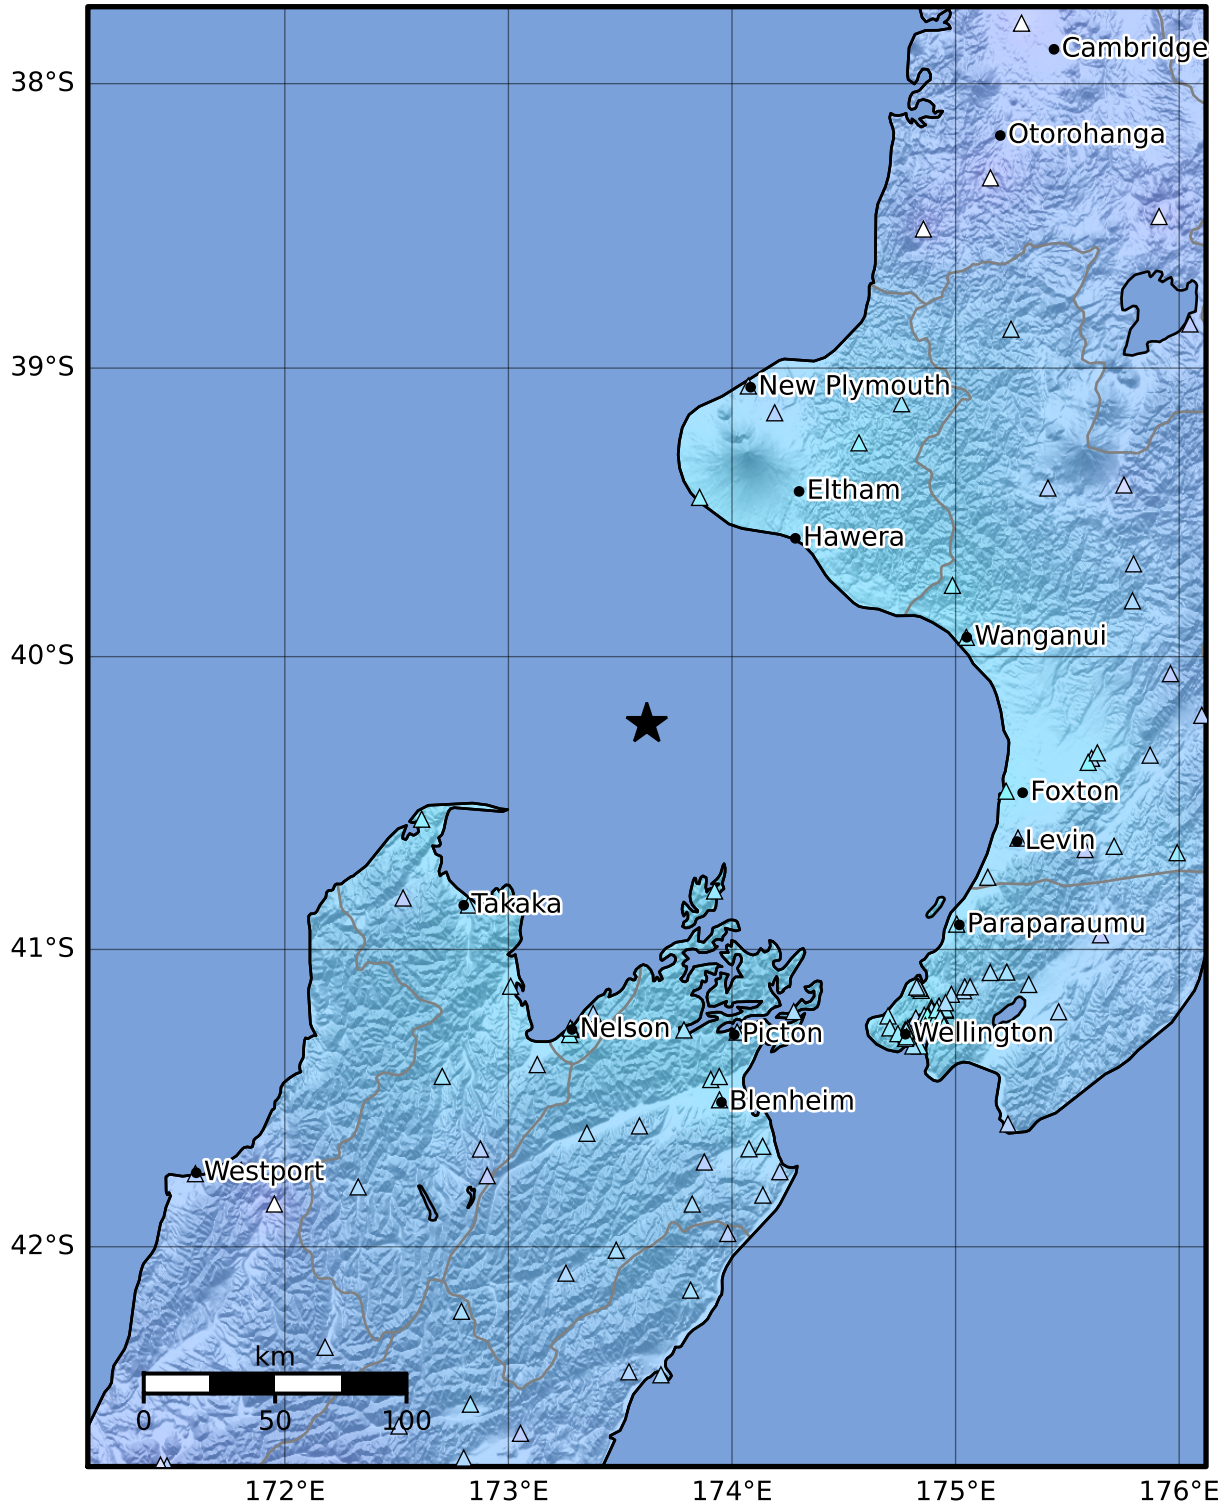 Cambridge
38°S
Otorohanga
39°S
New Plymouth
Eltham
Hawera
Wanganui
40°S
Foxton
Levin
Takaka
Paraparaumu
41°S
Nelson
Picton
Wellington
Blenheim
Westport
42°S
km
0 50 100
172°E 173°E 174°E 175°E 176°E